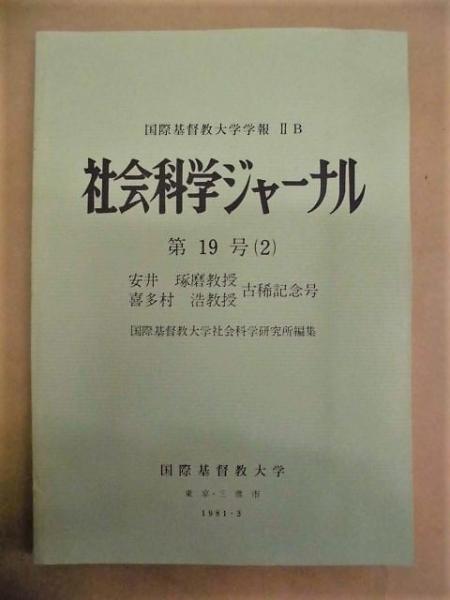 国際基督教大学学報 ⅡB
社会科学ジャーナル
第 19 号(2)
安井 琢磨教授
喜多村 浩教授
古稀記念号
国際基督教大学社会科学研究所編集
国際基督教大学
東京・三鷹市
1981・3